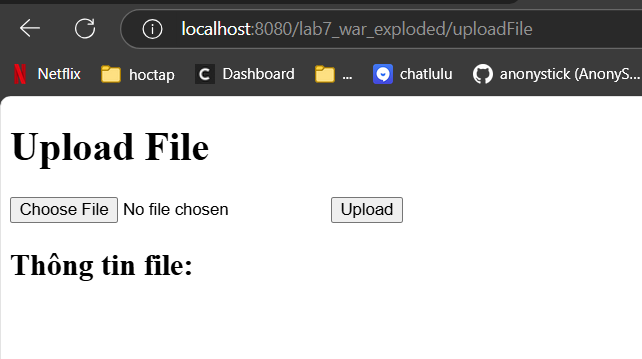 localhost:8080/lab7_war_exploded/uploadFile
Netflix hoctap Dashboard ... chatlulu anonystick (AnonyS...
Upload File
Choose File No file chosen Upload
Thông tin file: